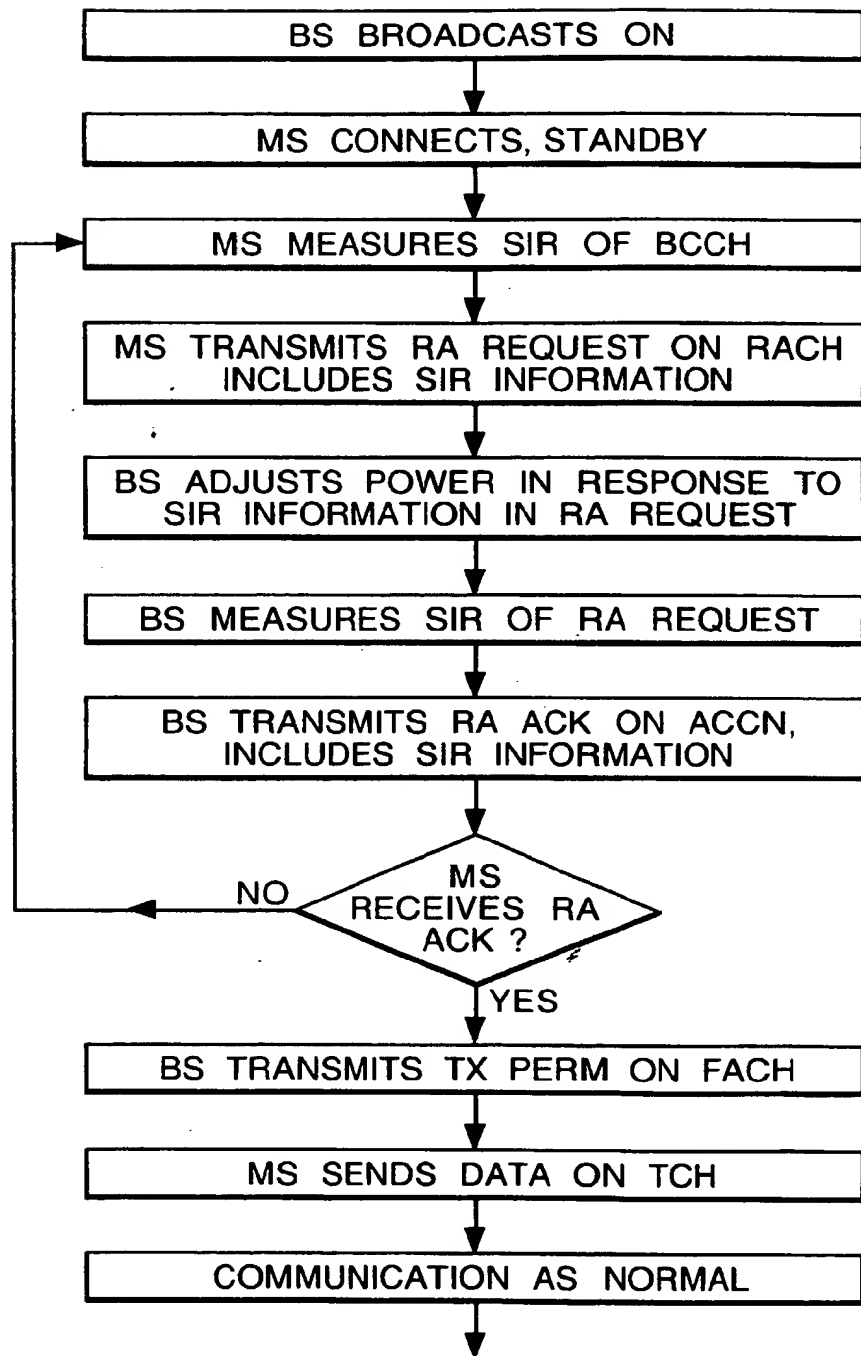 BS BROADCASTS ON
MS CONNECTS, STANDBY
MS MEASURES SIR OF BCCH
MS TRANSMITS RA REQUEST ON RACH
INCLUDES SIR INFORMATION
BS ADJUSTS POWER IN RESPONSE TO
SIR INFORMATION IN RA REQUEST
BS MEASURES SIR OF RA REQUEST
BS TRANSMITS RA ACK ON ACCN,
INCLUDES SIR INFORMATION
MS
RECEIVES RA
ACK ?
NO
YES
BS TRANSMITS TX PERM ON FACH
MS SENDS DATA ON TCH
COMMUNICATION AS NORMAL